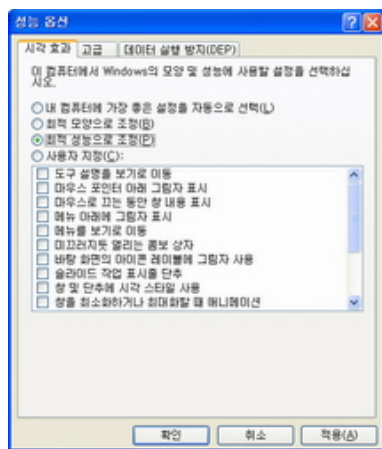 성능 옵션
시각 효과 고급 데이터 실행 방지(DEP)
이 컴퓨터에서 Windows의 모양 및 성능에 사용할 설정을 선택하십
시오.
내 컴퓨터에 가장 좋은 설정을 자동으로 선택(L)
최적 모양으로 조정(B)
최적 성능으로 조정(P)
사용자 지정(C):
도구 설명을 보기로 이동
마우스 포인터 아래 그림자 표시
마우스로 끄는 동안 창 내용 표시
메뉴 아래에 그림자 표시
메뉴를 보기로 이동
미끄러지듯 열리는 콤보 상자
바탕 화면의 아이콘 레이블에 그림자 사용
슬라이드 작업 표시줄 단추
창 및 단추에 시각 스타일 사용
창을 최소화하거나 최대화할 때 애니메이션
확인 취소 적용(A)